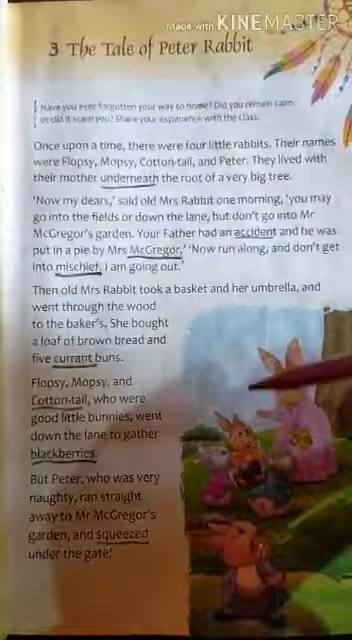 Made with KINEMASTER
3 The Tale of Peter Rabbit
Have you ever forgotten your way to home? Did you remain calm
or did it scare you? Share your experience with the class.
Once upon a time, there were four little rabbits. Their names
were Flopsy, Mopsy, Cotton-tail, and Peter. They lived with
their mother underneath the root of a very big tree.
'Now my dears,' said old Mrs Rabbit one morning, 'you may
go into the fields or down the lane, but don't go into Mr
McGregor's garden. Your Father had an accident and he was
put in a pie by Mrs McGregor.' 'Now run along, and don't get
into mischief. I am going out.'
Then old Mrs Rabbit took a basket and her umbrella, and
went through the wood
to the baker's. She bought
a loaf of brown bread and
five currant buns.
Flopsy, Mopsy, and
Cotton-tail, who were
good little bunnies, went
down the lane to gather
blackberries.
But Peter, who was very
naughty, ran straight
away to Mr McGregor's
garden, and squeezed
under the gate!